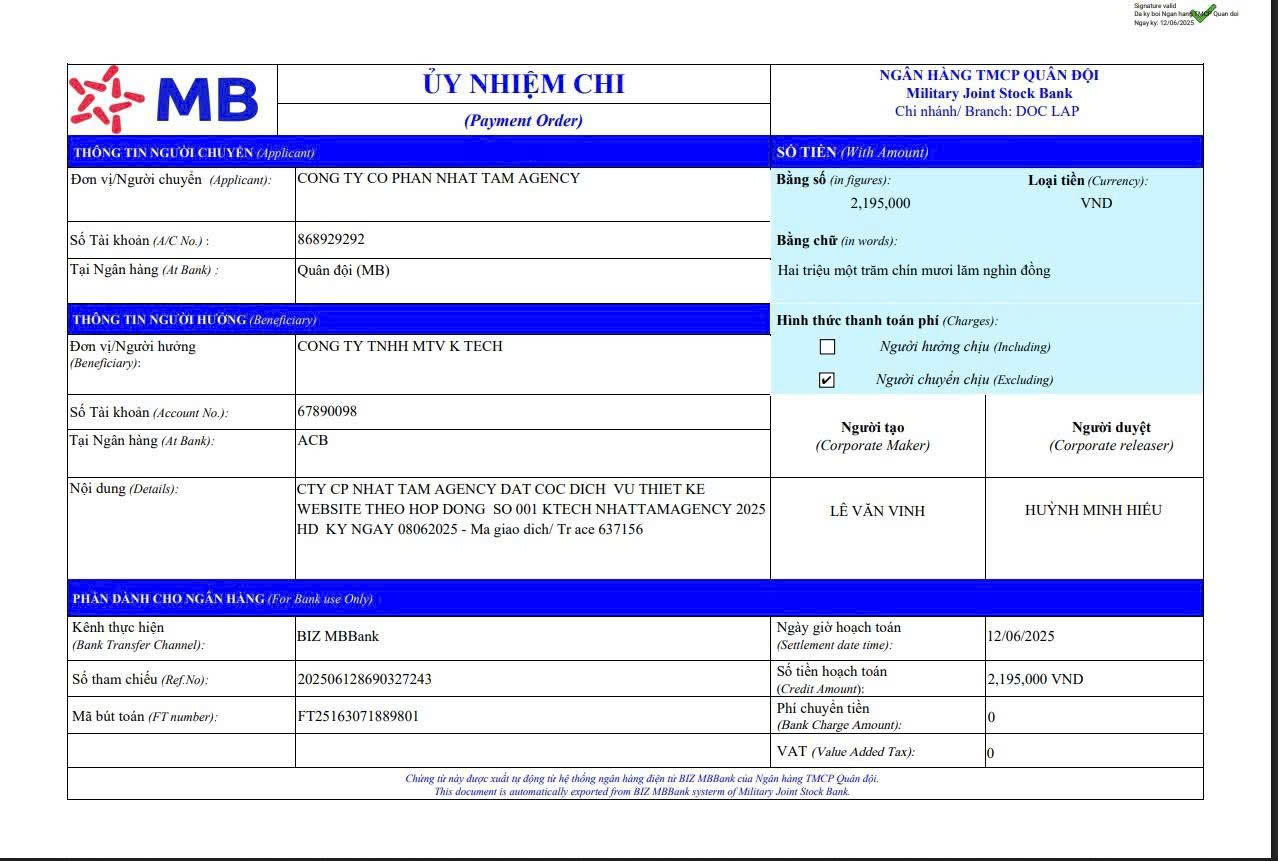 Signature valid
Da ky boi Ngan hang TMCP Quan doi
Ngay ky: 12/06/2025
MB
ỦY NHIỆM CHI
(Payment Order)
NGÂN HÀNG TMCP QUÂN ĐỘI
Military Joint Stock Bank
Chi nhánh/ Branch: DOC LAP
THÔNG TIN NGƯỜI CHUYỂN (Applicant)
SỐ TIỀN (With Amount)
Đơn vị/Người chuyển (Applicant): CONG TY CO PHAN NHAT TAM AGENCY
Bằng số (in figures): Loại tiền (Currency):
2,195,000 VND
Số Tài khoản (A/C No.) : 868929292
Bằng chữ (in words):
Tại Ngân hàng (At Bank) : Quân đội (MB)
Hai triệu một trăm chín mươi lăm nghìn đồng
THÔNG TIN NGƯỜI HƯỞNG (Beneficiary)
Hình thức thanh toán phí (Charges):
Đơn vị/Người hưởng
(Beneficiary):
CONG TY TNHH MTV K TECH
Người hưởng chịu (Including)
✔ Người chuyển chịu (Excluding)
Số Tài khoản (Account No.): 67890098
Tại Ngân hàng (At Bank): ACB
Người tạo
(Corporate Maker)
Người duyệt
(Corporate releaser)
Nội dung (Details):
CTY CP NHAT TAM AGENCY DAT COC DICH VU THIET KE
WEBSITE THEO HOP DONG SO 001 KTECH NHATTAMAGENCY 2025
HD KY NGAY 08062025 - Ma giao dich/ Tr ace 637156
LÊ VĂN VINH
HUỲNH MINH HIẾU
PHẦN DÀNH CHO NGÂN HÀNG (For Bank use Only)
Kênh thực hiện
(Bank Transfer Channel):
BIZ MBBank
Ngày giờ hoạch toán
(Settlement date time):
12/06/2025
Số tham chiếu (Ref.No): 202506128690327243
Số tiền hoạch toán
(Credit Amount):
2,195,000 VND
Mã bút toán (FT number): FT25163071889801
Phí chuyển tiền
(Bank Charge Amount):
0
VAT (Value Added Tax): 0
Chứng từ này được xuất tự động từ hệ thống ngân hàng điện tử BIZ MBBank của Ngân hàng TMCP Quân đội.
This document is automatically exported from BIZ MBBank systerm of Military Joint Stock Bank.